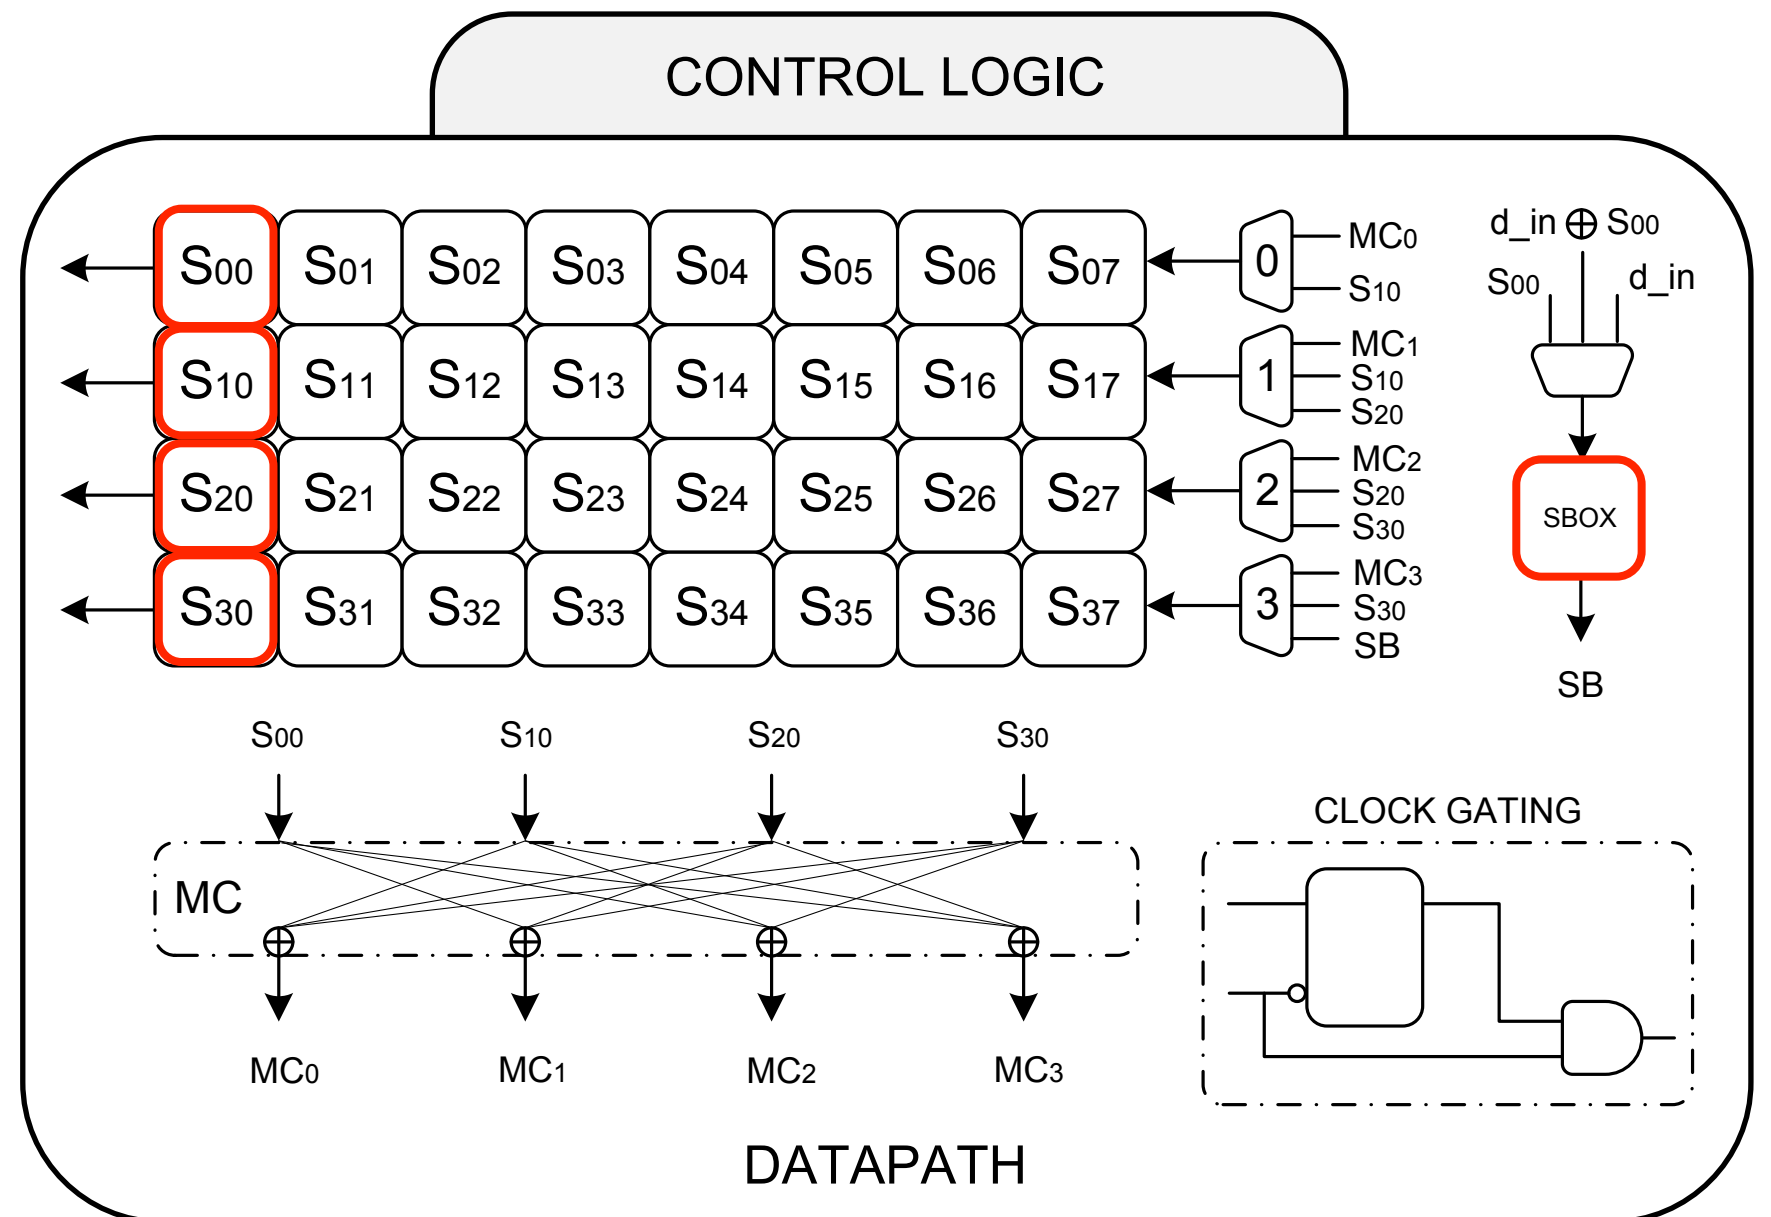 CONTROL LOGIC
S00 S01 S02 S03 S04 S05 S06 S07
S10 S11 S12 S13 S14 S15 S16 S17
S20 S21 S22 S23 S24 S25 S26 S27
S30 S31 S32 S33 S34 S35 S36 S37
0
MC0
S10
1
MC1
S10
S20
2
MC2
S20
S30
3
MC3
S30
SB
d_in ⊕ S00
S00 d_in
SBOX
SB
S00 S10 S20 S30
MC
MC0 MC1 MC2 MC3
CLOCK GATING
DATAPATH